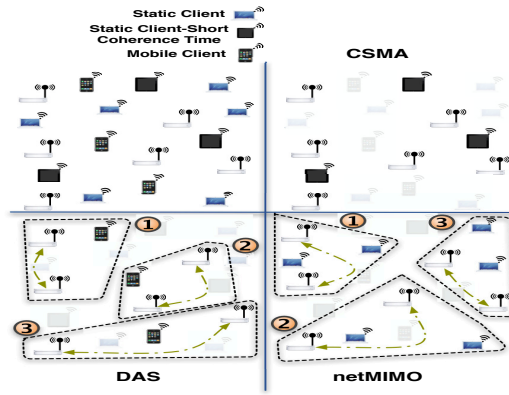 Static Client
Static Client-Short
Coherence Time
Mobile Client
CSMA
1
2
3
1
3
2
DAS
netMIMO